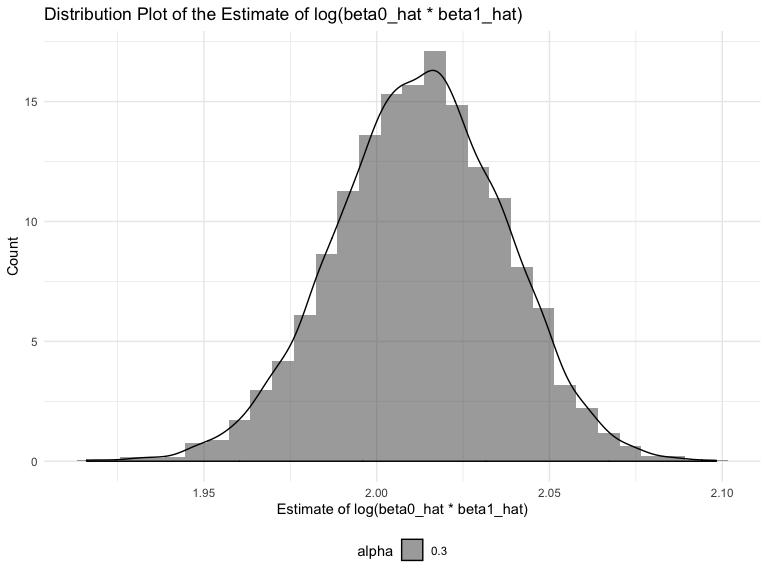 Distribution Plot of the Estimate of log(beta0_hat * beta1_hat)
Count
15
10
5
0
1.95
2.00
2.05
2.10
Estimate of log(beta0_hat * beta1_hat)
alpha
0.3